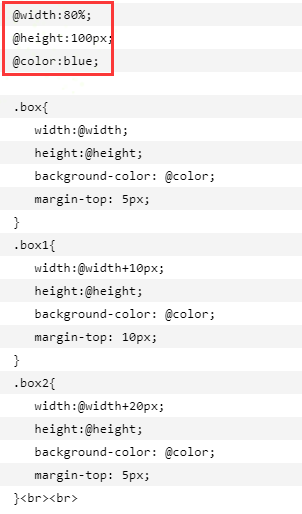 @width:80%;
@height:100px;
@color:blue;
.box{
width:@width;
height:@height;
background-color: @color;
margin-top: 5px;
}
.box1{
width:@width+10px;
height:@height;
background-color: @color;
margin-top: 10px;
}
.box2{
width:@width+20px;
height:@height;
background-color: @color;
margin-top: 5px;
}<br><br>